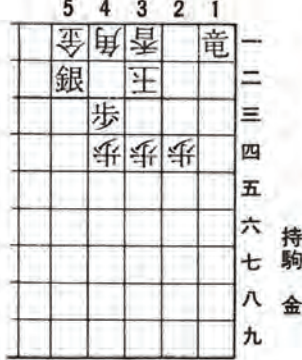 5 4 3 2 1
金 角 香 竜 一
銀 玉 二
歩 三
歩 歩 歩 四
五
六
七
八
九
持駒 金